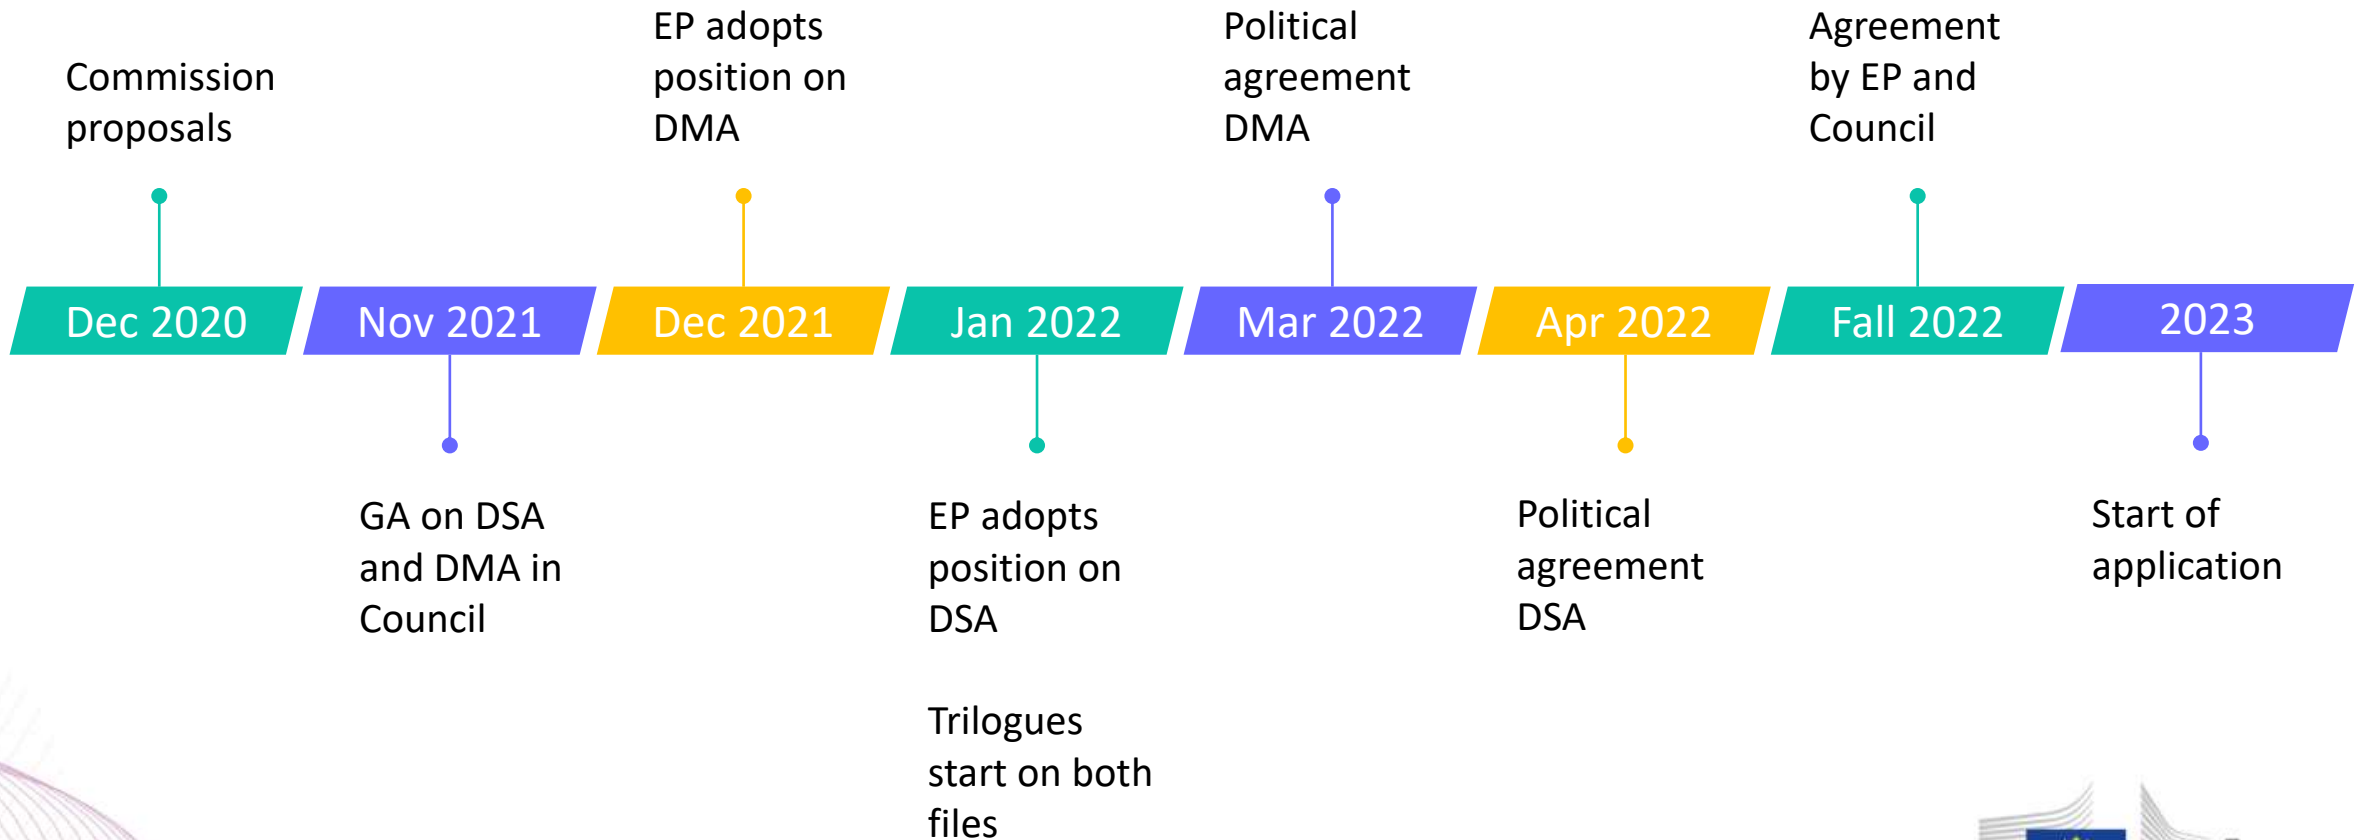 Commission
proposals
EP adopts
position on
DMA
Political
agreement
DMA
Agreement
by EP and
Council
Dec 2020
Nov 2021
Dec 2021
Jan 2022
Mar 2022
Apr 2022
Fall 2022
2023
GA on DSA
and DMA in
Council
EP adopts
position on
DSA
Trilogues
start on both
files
Political
agreement
DSA
Start of
application